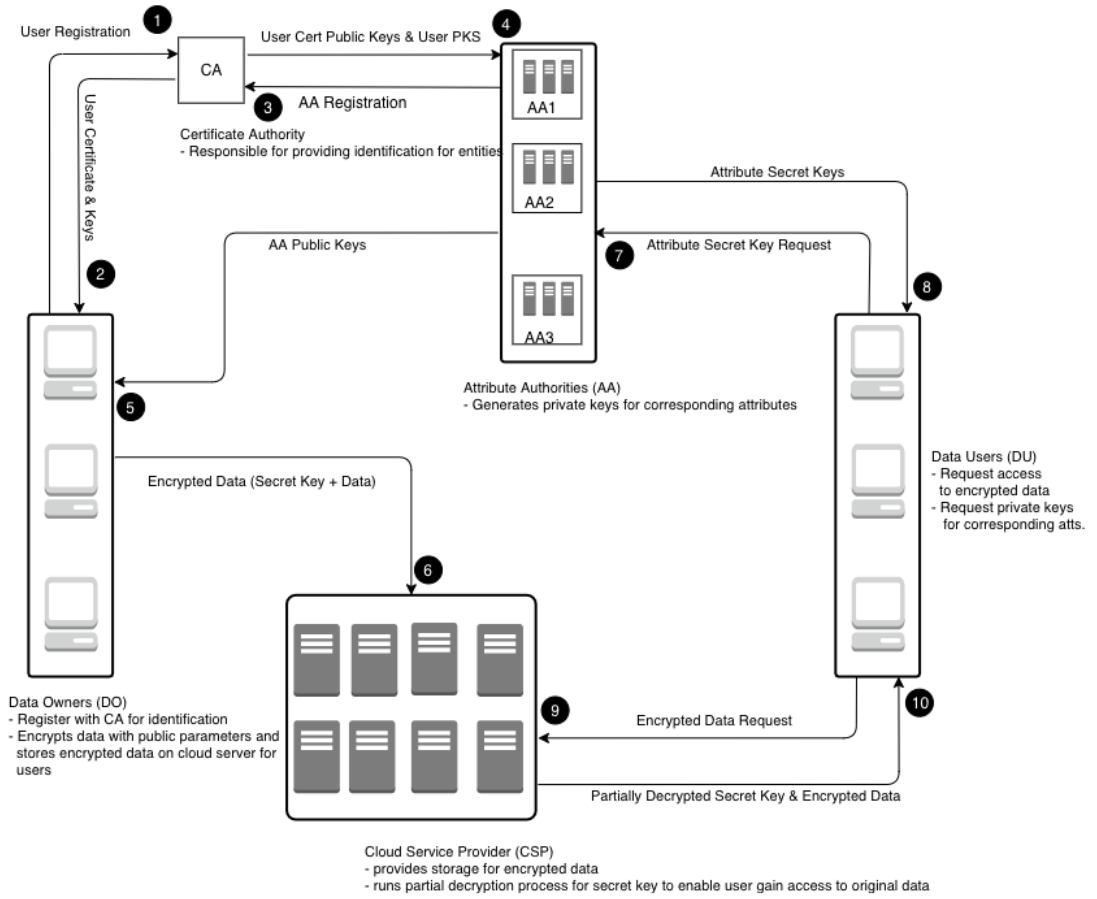 1
User Registration
4
User Cert Public Keys & User PKS
CA
3
AA Registration
AA1
Certificate Authority
- Responsible for providing identification for entities
User Certificate & Keys
AA2
Attribute Secret Keys
AA Public Keys
7
Attribute Secret Key Request
2
8
AA3
5
Attribute Authorities (AA)
- Generates private keys for corresponding attributes
Data Users (DU)
- Request access
to encrypted data
- Request private keys
for corresponding atts.
Encrypted Data (Secret Key + Data)
6
Data Owners (DO)
- Register with CA for identification
- Encrypts data with public parameters and
stores encrypted data on cloud server for
users
9
Encrypted Data Request
10
Partially Decrypted Secret Key & Encrypted Data
Cloud Service Provider (CSP)
- provides storage for encrypted data
- runs partial decryption process for secret key to enable user gain access to original data